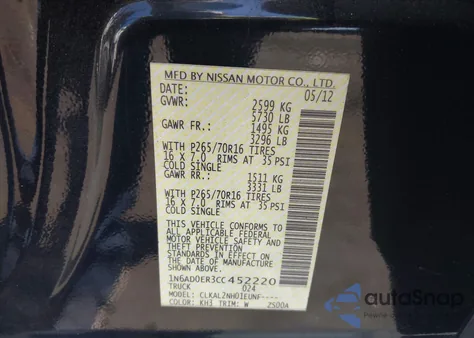 MFD BY NISSAN MOTOR CO., LTD.
DATE: 05/12
GVWR: 2599 KG
5730 LB
GAWR FR.: 1495 KG
3296 LB
WITH P265/70R16 TIRES
16 X 7.0 RIMS AT 35 PSI
COLD SINGLE
GAWR RR.: 1511 KG
3331 LB
WITH P265/70R16 TIRES
16 X 7.0 RIMS AT 35 PSI
COLD SINGLE
THIS VEHICLE CONFORMS TO
ALL APPLICABLE FEDERAL
MOTOR VEHICLE SAFETY
AND THEFT PREVENTION
STANDARDS IN EFFECT
ON THE DATE OF
MANUFACTURE SHOWN
ABOVE.
1N6AD0ER3CC452220
TRUCK 024
MODEL: CLKAL2NH01EUNF----
COLOR: KH3 TRIM: W 2S00A
autoSnap
Powered by